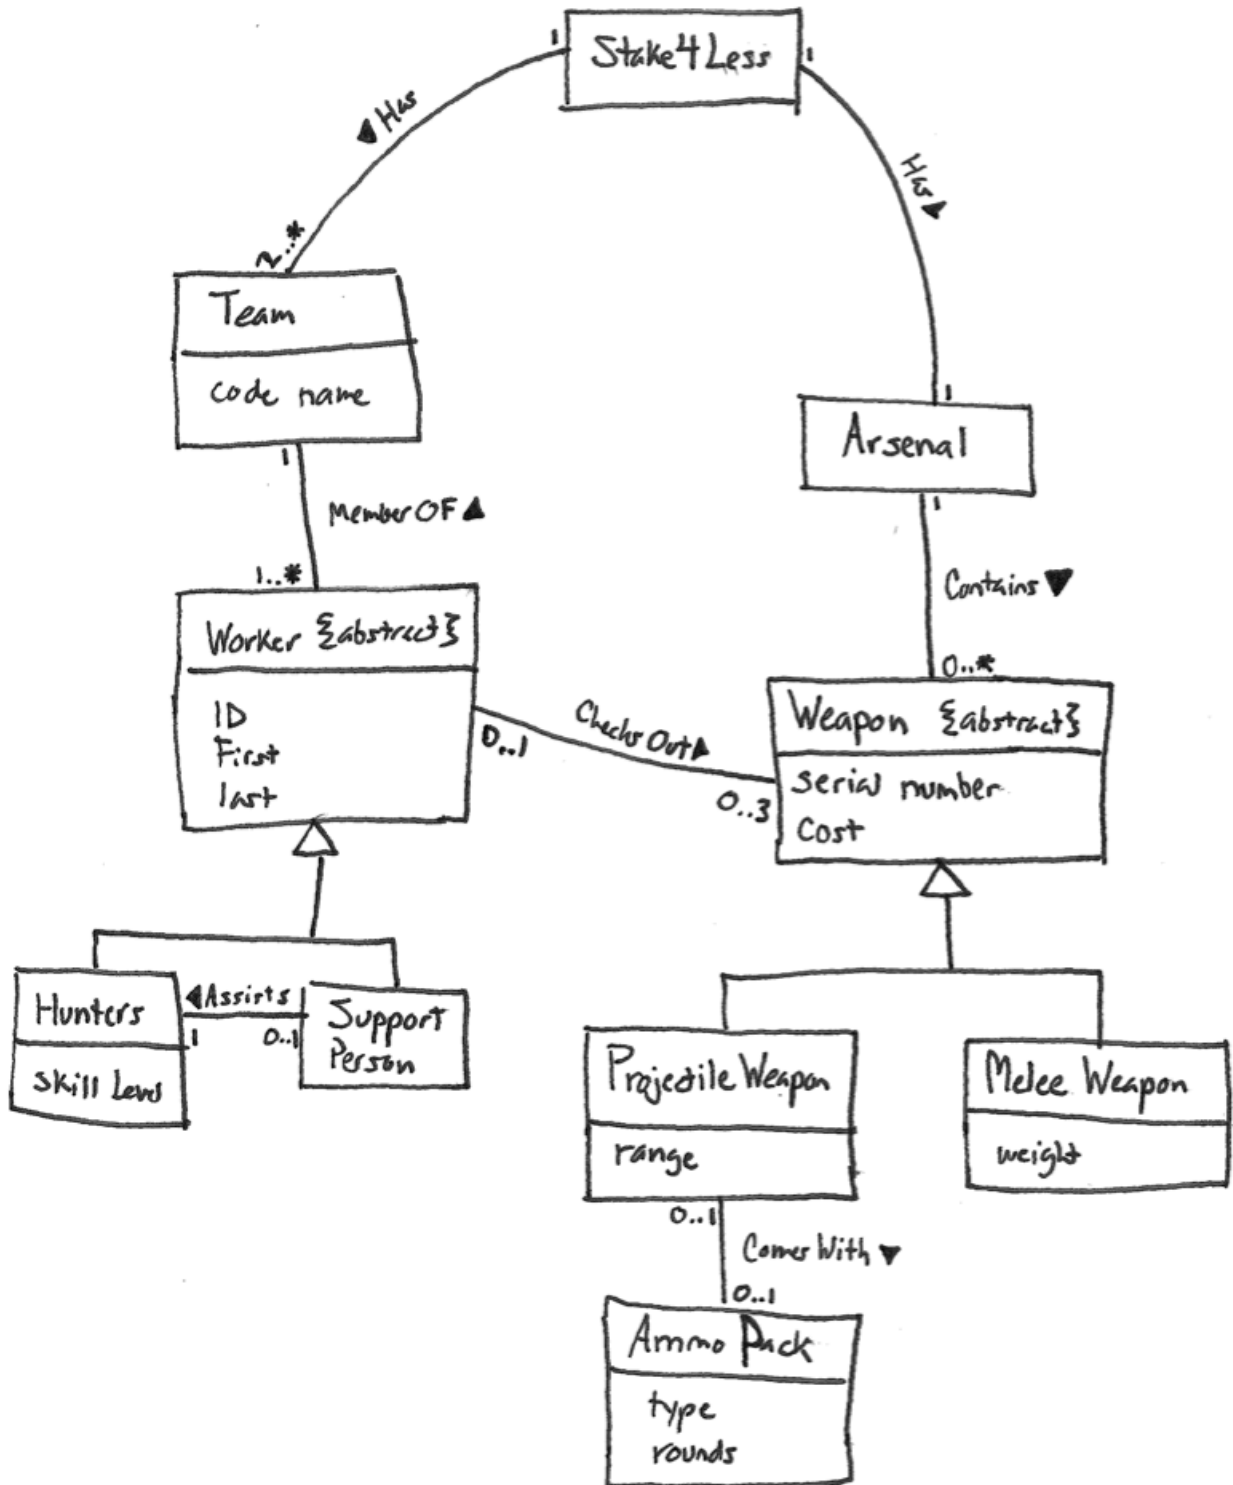 Stake4Less
1
1
◀ Has
Has ▶
2..*
Team
code name
1
Arsenal
1
1
Member OF ▲
Contains ▼
1..*
0..*
Worker {abstract}
ID
First
last
Checks Out ▶
0..1
0..3
Weapon {abstract}
serial number
Cost
Hunters
skill Level
◀ Assists
1
0..1
Support
Person
Projectile Weapon
range
Melee Weapon
weight
0..1
Comes With ▼
0..1
Ammo Pack
type
rounds